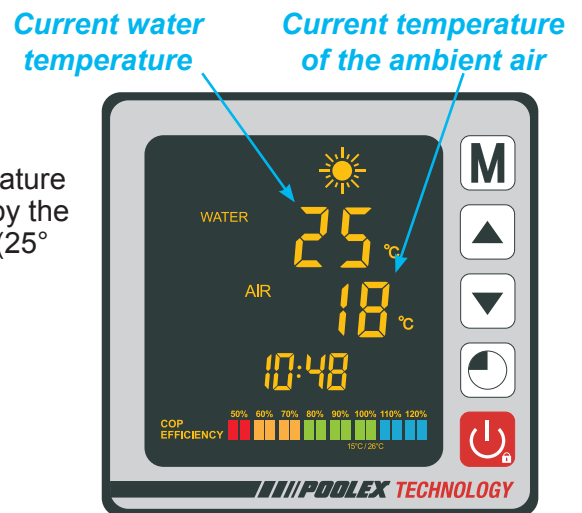 Current water
temperature
Current temperature
of the ambient air
ature
by the
(25°
M
WATER
25 °C
AIR
18 °C
10:48
50% 60% 70% 80% 90% 100% 110% 120%
COP
EFFICIENCY
15°C / 26°C
POOLEX TECHNOLOGY